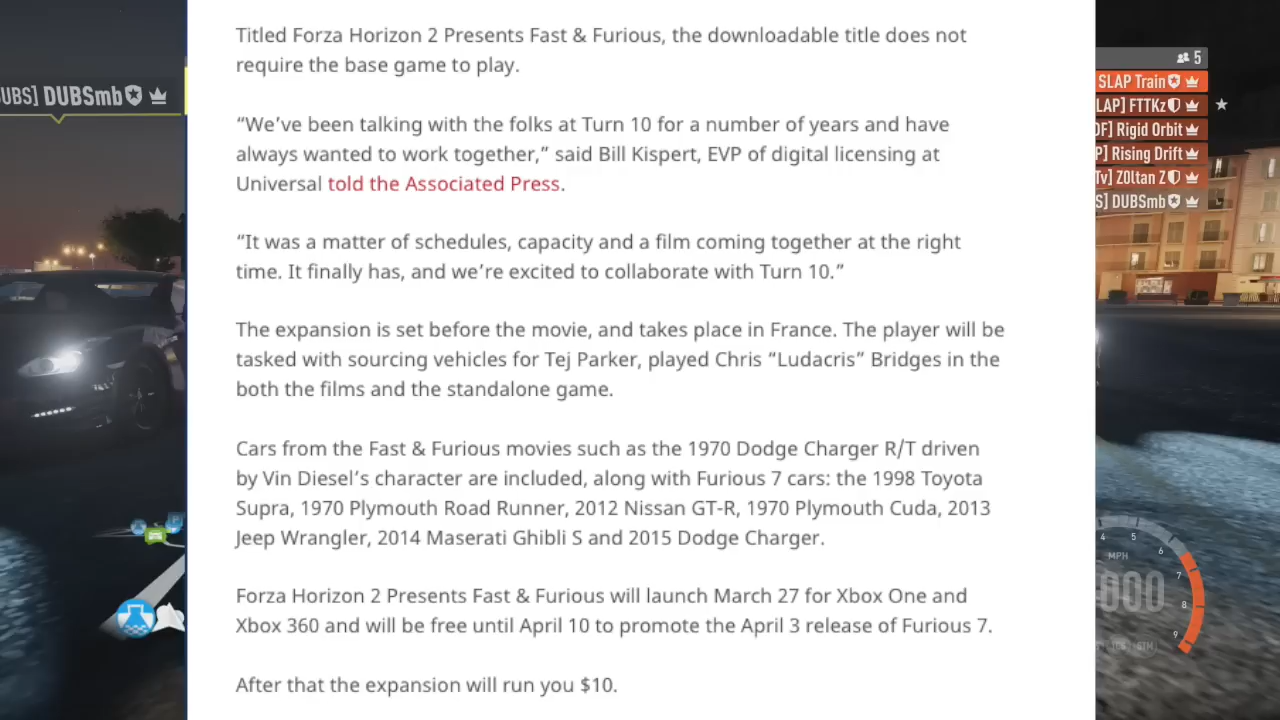 Titled Forza Horizon 2 Presents Fast & Furious, the downloadable title does not
require the base game to play.
“We’ve been talking with the folks at Turn 10 for a number of years and have
always wanted to work together,” said Bill Kispert, EVP of digital licensing at
Universal told the Associated Press.
“It was a matter of schedules, capacity and a film coming together at the right
time. It finally has, and we’re excited to collaborate with Turn 10.”
The expansion is set before the movie, and takes place in France. The player will be
tasked with sourcing vehicles for Tej Parker, played Chris “Ludacris” Bridges in the
both the films and the standalone game.
Cars from the Fast & Furious movies such as the 1970 Dodge Charger R/T driven
by Vin Diesel’s character are included, along with Furious 7 cars: the 1998 Toyota
Supra, 1970 Plymouth Road Runner, 2012 Nissan GT-R, 1970 Plymouth Cuda, 2013
Jeep Wrangler, 2014 Maserati Ghibli S and 2015 Dodge Charger.
Forza Horizon 2 Presents Fast & Furious will launch March 27 for Xbox One and
Xbox 360 and will be free until April 10 to promote the April 3 release of Furious 7.
After that the expansion will run you $10.
UBS] DUBSmb
5
SLAP Train
LAP] FTTKz
DF] Rigid Orbit
P] Rising Drift
Tv] Z0ltan Z
S] DUBSmb
4 5 6 7 8 9
MPH
000